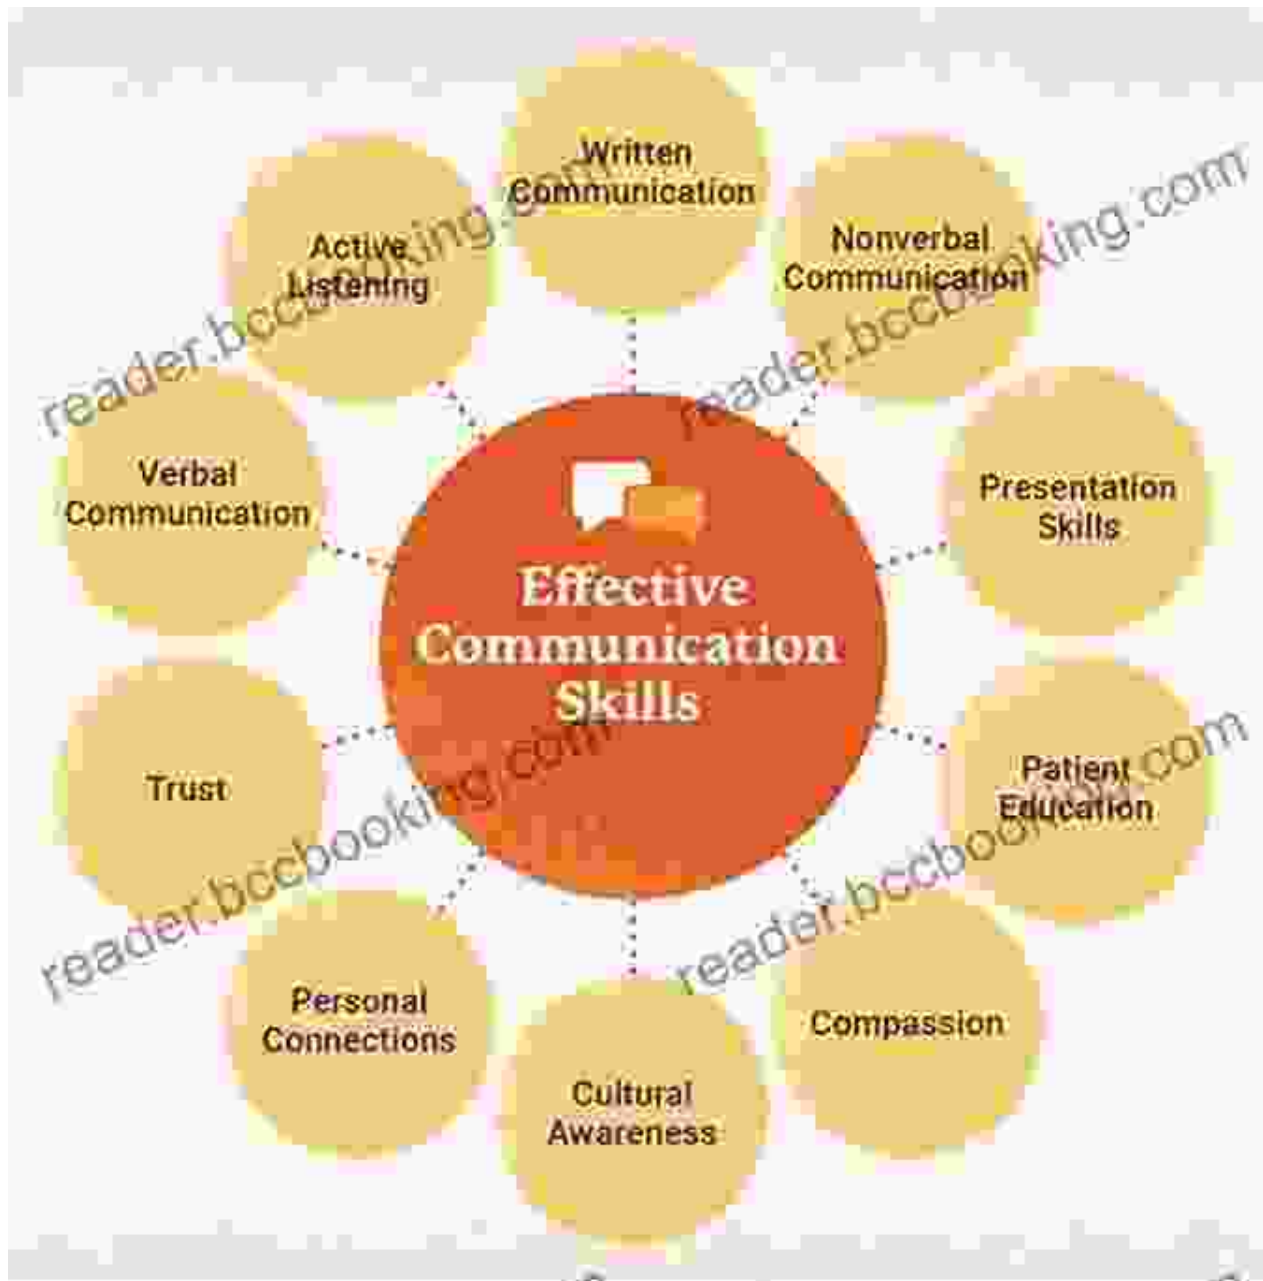 Written
Communication
Nonverbal
Communication
Active
Listening
Presentation
Skills
Verbal
Communication
Effective
Communication
Skills
Patient
Education
Trust
Personal
Connections
Compassion
Cultural
Awareness
reader.bccbooking.com
reader.bccbooking.com
reader.bccbooking.com
reader.bccbooking.com